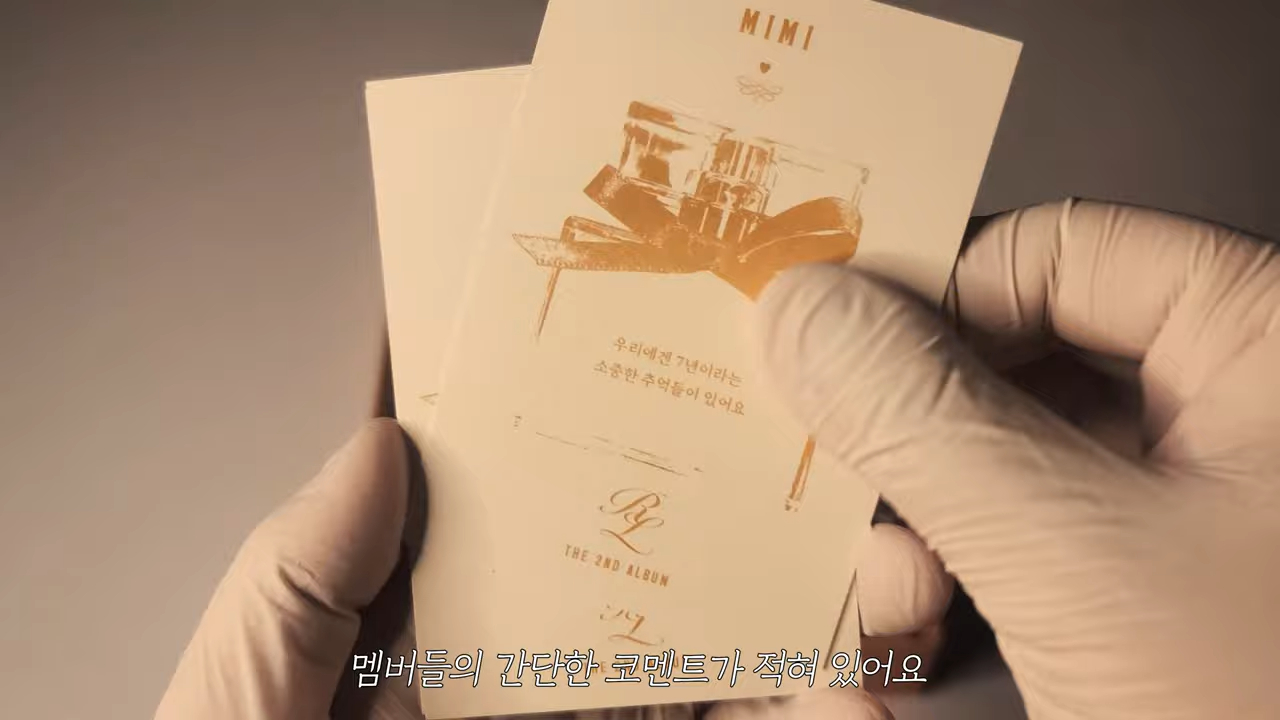 MIMI
우리에겐 7년이라는
소중한 추억들이 있어요
RL
THE 2ND ALBUM
멤버들의 간단한 코멘트가 적혀 있어요